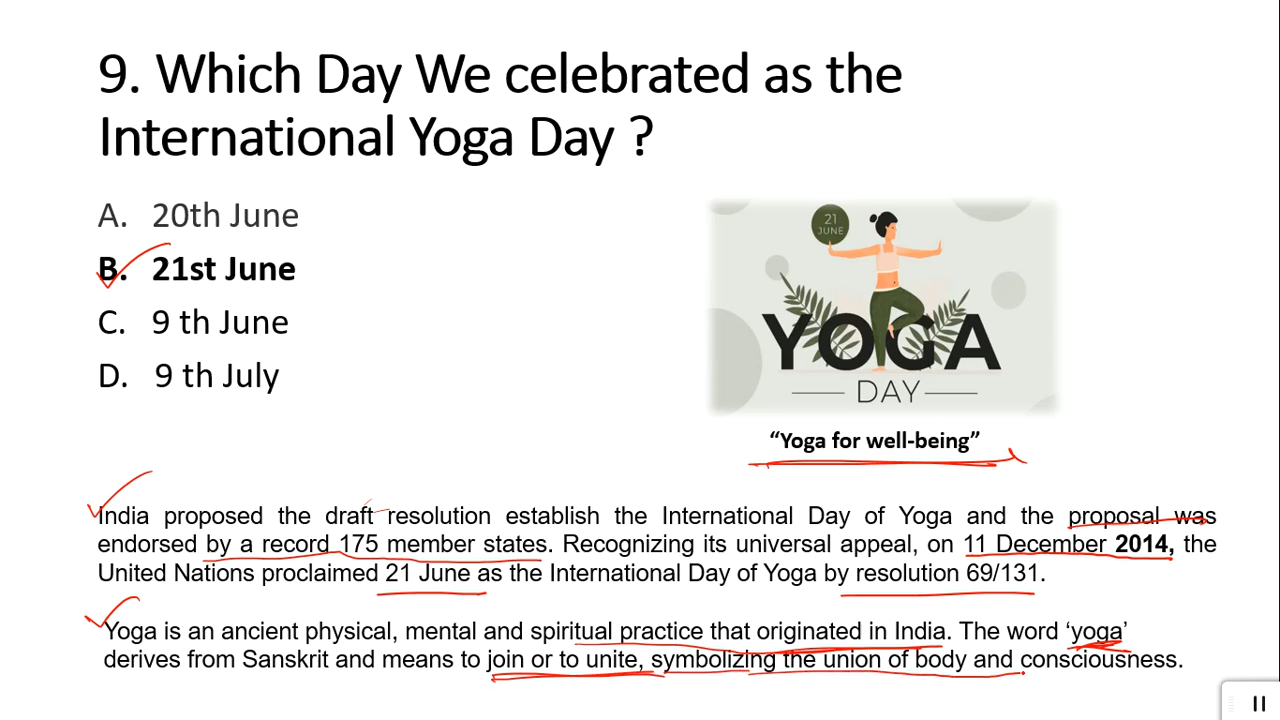 9. Which Day We celebrated as the
International Yoga Day ?
A. 20th June
B. 21st June
C. 9 th June
D. 9 th July
21
JUNE
YOGA
DAY
“Yoga for well-being”
India proposed the draft resolution establish the International Day of Yoga and the proposal was
endorsed by a record 175 member states. Recognizing its universal appeal, on 11 December 2014, the
United Nations proclaimed 21 June as the International Day of Yoga by resolution 69/131.
Yoga is an ancient physical, mental and spiritual practice that originated in India. The word ‘yoga’
derives from Sanskrit and means to join or to unite, symbolizing the union of body and consciousness.